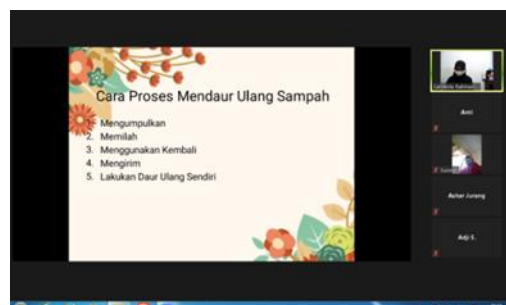 Cara Proses Mendaur Ulang Sampah
1. Mengumpulkan
2. Memilah
3. Menggunakan Kembali
4. Mengirim
5. Lakukan Daur Ulang Sendiri
Rahman
Anti
Azhar Jurang
Adji S.